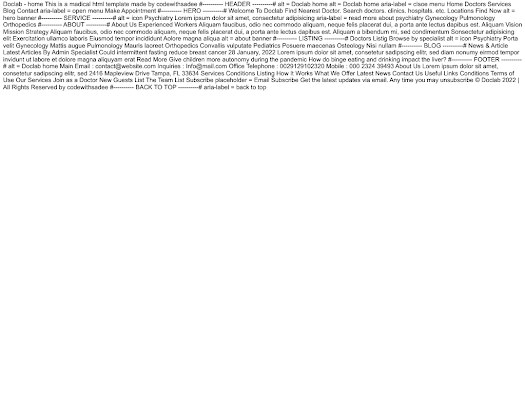 Doclab - home This is a madical html template made by codewithsadee #---------- HEADER ----------# alt = Doclab home alt = Doclab home aria-label = clsoe menu Home Doctors Services
Blog Contact aria-label = open menu Make Appointment #---------- HERO ----------# Welcome To Doclab Find Nearest Doctor. Search doctors, clinics, hospitals, etc. Locations Find Now alt =
hero banner #---------- SERVICE ----------# alt = icon Psychiatry Lorem ipsum dolor sit amet, consectetur adipisicing aria-label = read more about psychiatry Gynecology Pulmonology
Orthopedics #---------- ABOUT ----------# About Us Experienced Workers Aliquam faucibus, odio nec commodo aliquam, neque felis placerat dui, a porta ante lectus dapibus est. Aliquam Vision
Mission Strategy Aliquam faucibus, odio nec commodo aliquam, neque felis placerat dui, a porta ante lectus dapibus est. Aliquam a bibendum mi, sed condimentum Sonsectetur adipisicing
elit Exercitation ullamco laboris Eiusmod tempor incididunt Aolore magna aliqua alt = about banner #---------- LISTING ----------# Doctors Listig Browse by specialist alt = icon Psychiatry Porta
velit Gynecology Mattis augue Pulmonology Mauris laoreet Orthopedics Convallis vulputate Pediatrics Posuere maecenas Osteology Nisi nullam #---------- BLOG ----------# News & Article
Latest Articles By Admin Specialist Could intermittent fasting reduce breast cancer 28 January, 2022 Lorem ipsum dolor sit amet, consetetur sadipscing elitr, sed diam nonumy eirmod tempor
invidunt ut labore et dolore magna aliquyam erat Read More Give children more autonomy during the pandemic How do binge eating and drinking impact the liver? #---------- FOOTER ----------
# alt = Doclab home Main Email : contact@website.com Inquiries : Info@mail.com Office Telephone : 0029129102320 Mobile : 000 2324 39493 About Us Lorem ipsum dolor sit amet,
consetetur sadipscing elitr, sed 2416 Mapleview Drive Tampa, FL 33634 Services Conditions Listing How It Works What We Offer Latest News Contact Us Useful Links Conditions Terms of
Use Our Services Join as a Doctor New Guests List The Team List Subscribe placeholder = Email Subscribe Get the latest updates via email. Any time you may unsubscribe © Doclab 2022 |
All Rights Reserved by codewithsadee #---------- BACK TO TOP ----------# aria-label = back to top